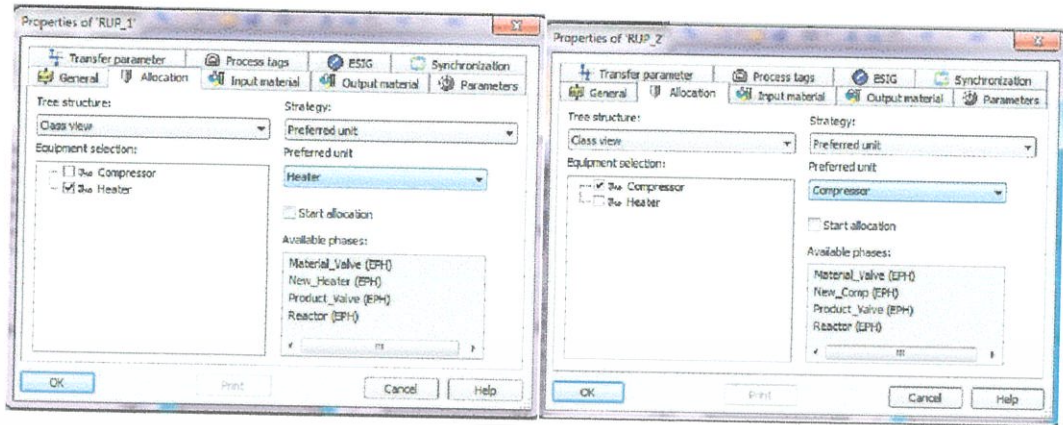 Properties of 'RUP_1'
Transfer parameter
Process tags
ESIG
Synchronization
General
Allocation
Input material
Output material
Parameters
Tree structure:
Class view
Equipment selection:
Compressor
Heater
Strategy:
Preferred unit
Preferred unit
Heater
Start allocation
Available phases:
Material_Valve (EPH)
New_Heater (EPH)
Product_Valve (EPH)
Reactor (EPH)
OK
Print
Cancel
Help
Properties of 'RUP_2'
Transfer parameter
Process tags
ESIG
Synchronization
General
Allocation
Input material
Output material
Parameters
Tree structure:
Class view
Equipment selection:
Compressor
Heater
Strategy:
Preferred unit
Preferred unit
Compressor
Start allocation
Available phases:
Material_Valve (EPH)
New_Comp (EPH)
Product_Valve (EPH)
Reactor (EPH)
OK
Print
Cancel
Help